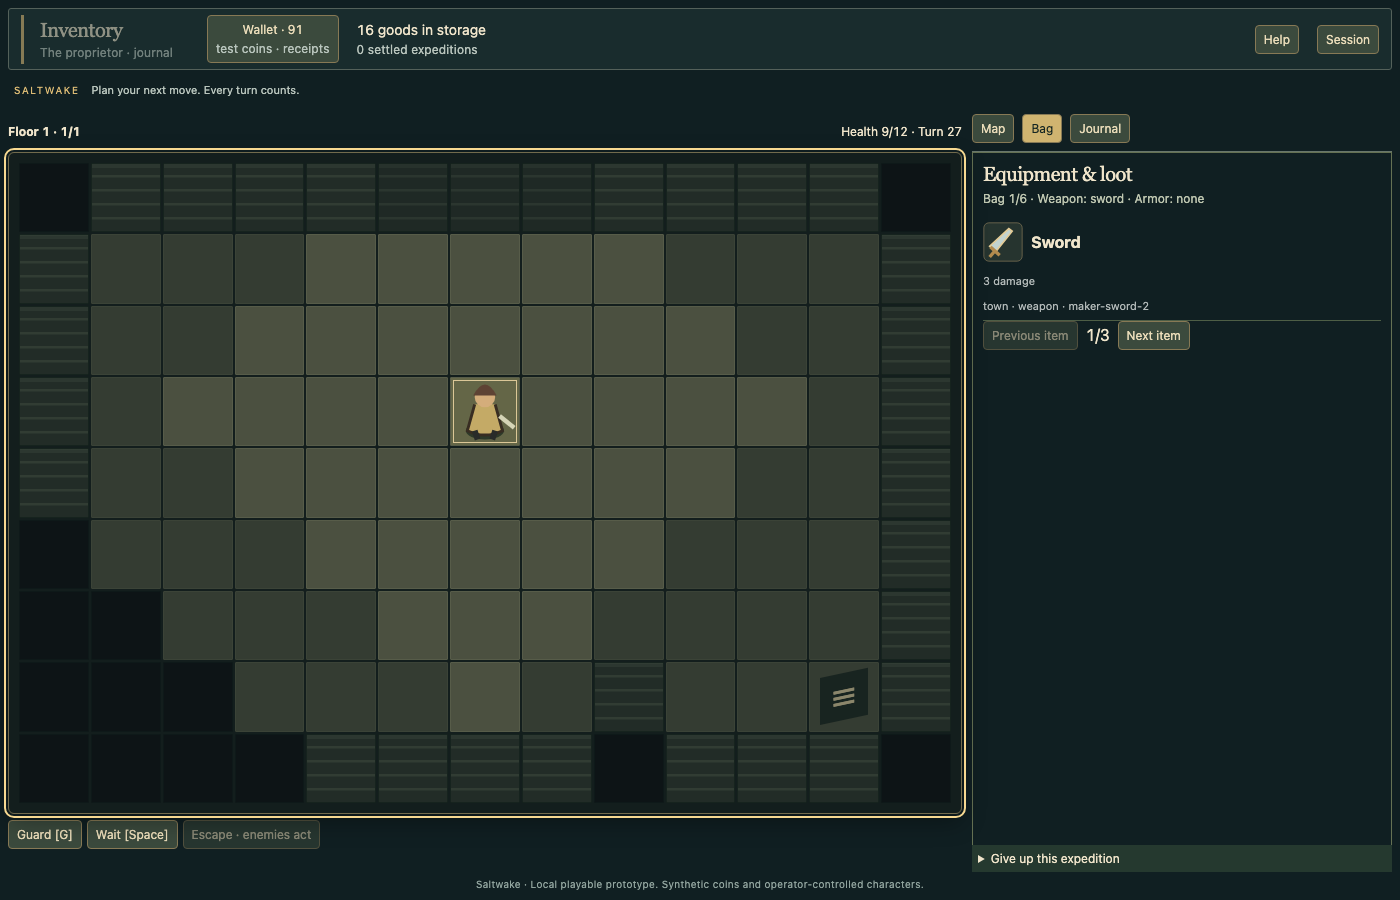 Inventory
The proprietor · journal
Wallet · 91
test coins · receipts
16 goods in storage
0 settled expeditions
Help
Session
SALTWAKE Plan your next move. Every turn counts.
Floor 1 · 1/1
Health 9/12 · Turn 27
Map
Bag
Journal
Equipment & loot
Bag 1/6 · Weapon: sword · Armor: none
Sword
3 damage
town · weapon · maker-sword-2
Previous item
1/3
Next item
Guard [G]
Wait [Space]
Escape · enemies act
Give up this expedition
Saltwake · Local playable prototype. Synthetic coins and operator-controlled characters.